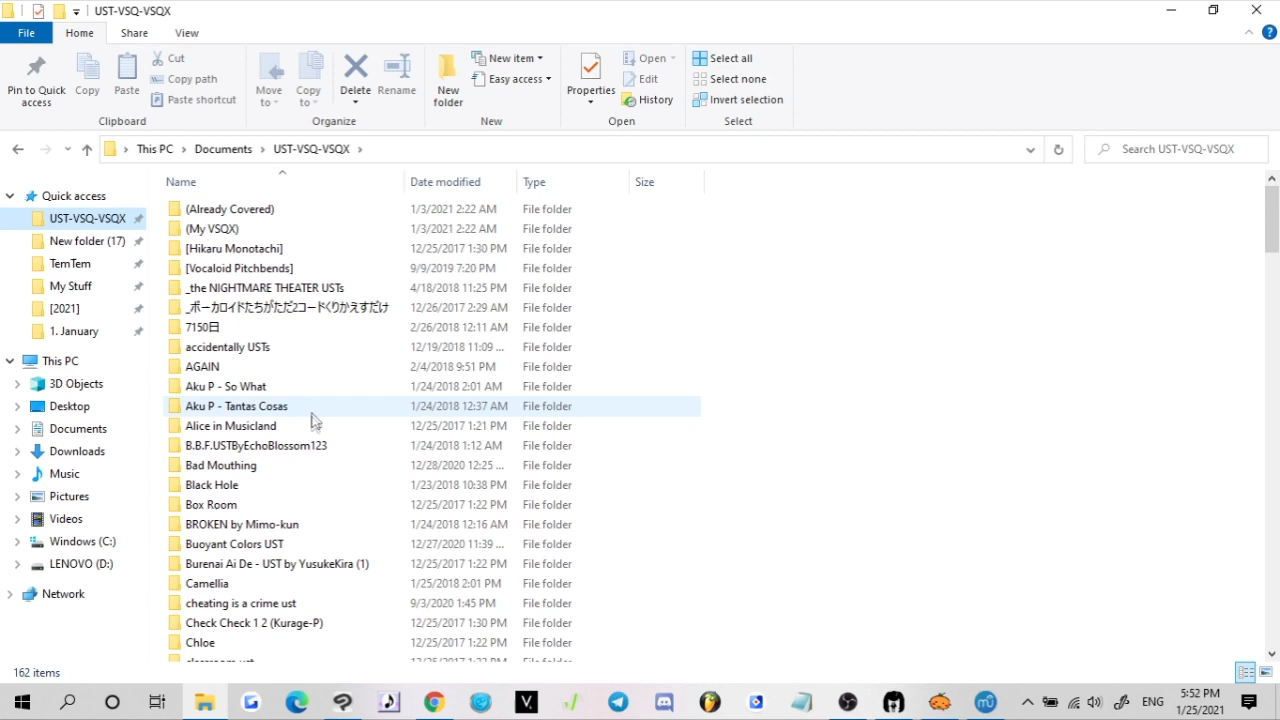 UST-VSQ-VSQX
File Home Share View
Pin to Quick access
Copy
Paste
Cut
Copy path
Paste shortcut
Clipboard
Move to
Copy to
Delete
Rename
Organize
New folder
New item
Easy access
New
Properties
Open
Edit
History
Open
Select all
Select none
Invert selection
Select
This PC > Documents > UST-VSQ-VSQX >
Search UST-VSQ-VSQX
Quick access
UST-VSQ-VSQX
New folder (17)
TemTem
My Stuff
[2021]
1. January
This PC
3D Objects
Desktop
Documents
Downloads
Music
Pictures
Videos
Windows (C:)
LENOVO (D:)
Network
Name Date modified Type Size
(Already Covered) 1/3/2021 2:22 AM File folder
(My VSQX) 1/3/2021 2:22 AM File folder
[Hikaru Monotachi] 12/25/2017 1:30 PM File folder
[Vocaloid Pitchbends] 9/9/2019 7:20 PM File folder
_the NIGHTMARE THEATER USTs 4/18/2018 11:25 PM File folder
_ボーカロイドたちがただ2コードくりかえすだけ 12/26/2017 2:29 AM File folder
7150日 2/26/2018 12:11 AM File folder
accidentally USTs 12/19/2018 11:09 ... File folder
AGAIN 2/4/2018 9:51 PM File folder
Aku P - So What 1/24/2018 2:01 AM File folder
Aku P - Tantas Cosas 1/24/2018 12:37 AM File folder
Alice in Musicland 12/25/2017 1:21 PM File folder
B.B.F.USTByEchoBlossom123 1/24/2018 1:12 AM File folder
Bad Mouthing 12/28/2020 12:25 ... File folder
Black Hole 1/23/2018 10:38 PM File folder
Box Room 12/25/2017 1:22 PM File folder
BROKEN by Mimo-kun 1/24/2018 12:16 AM File folder
Buoyant Colors UST 12/27/2020 11:39 ... File folder
Burenai Ai De - UST by YusukeKira (1) 12/25/2017 1:22 PM File folder
Camellia 1/25/2018 2:01 PM File folder
cheating is a crime ust 9/3/2020 1:45 PM File folder
Check Check 1 2 (Kurage-P) 12/25/2017 1:30 PM File folder
Chloe 12/25/2017 1:22 PM File folder
162 items
ENG
5:52 PM
1/25/2021